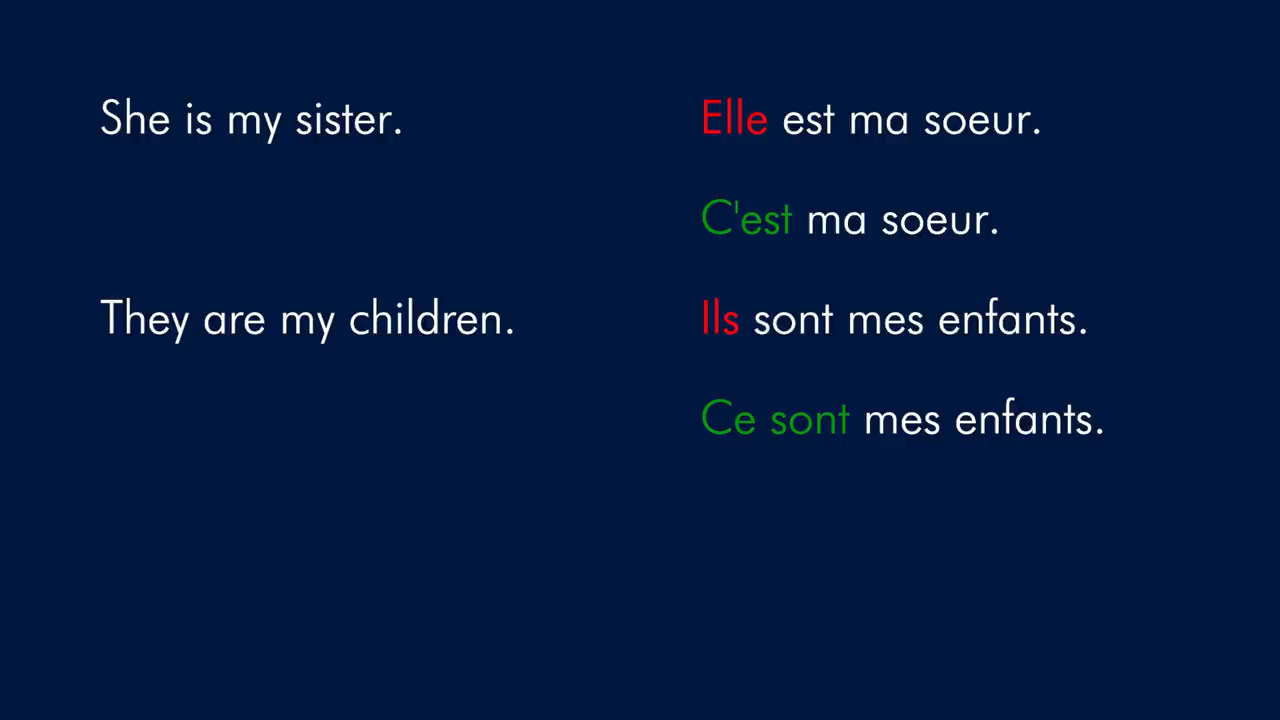 She is my sister. Elle est ma soeur.
C'est ma soeur.
They are my children. Ils sont mes enfants.
Ce sont mes enfants.